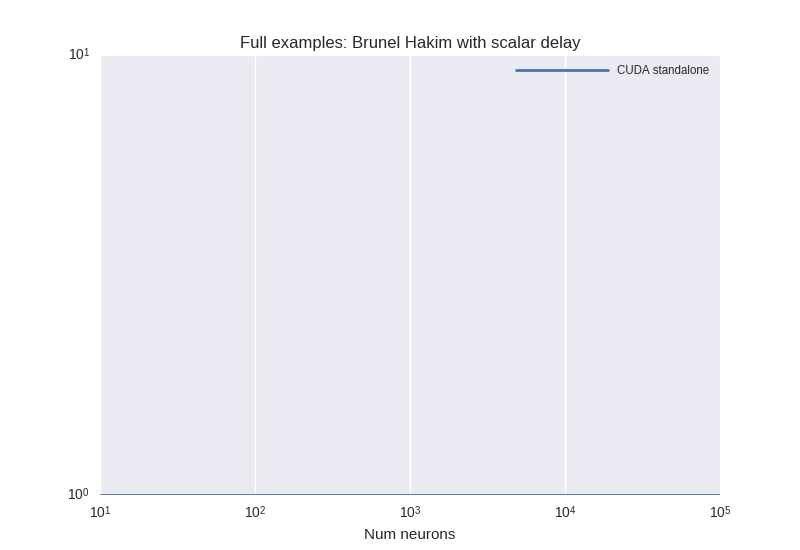 Full examples: Brunel Hakim with scalar delay
10¹
CUDA standalone
10⁰
10¹ 10² 10³ 10⁴ 10⁵
Num neurons